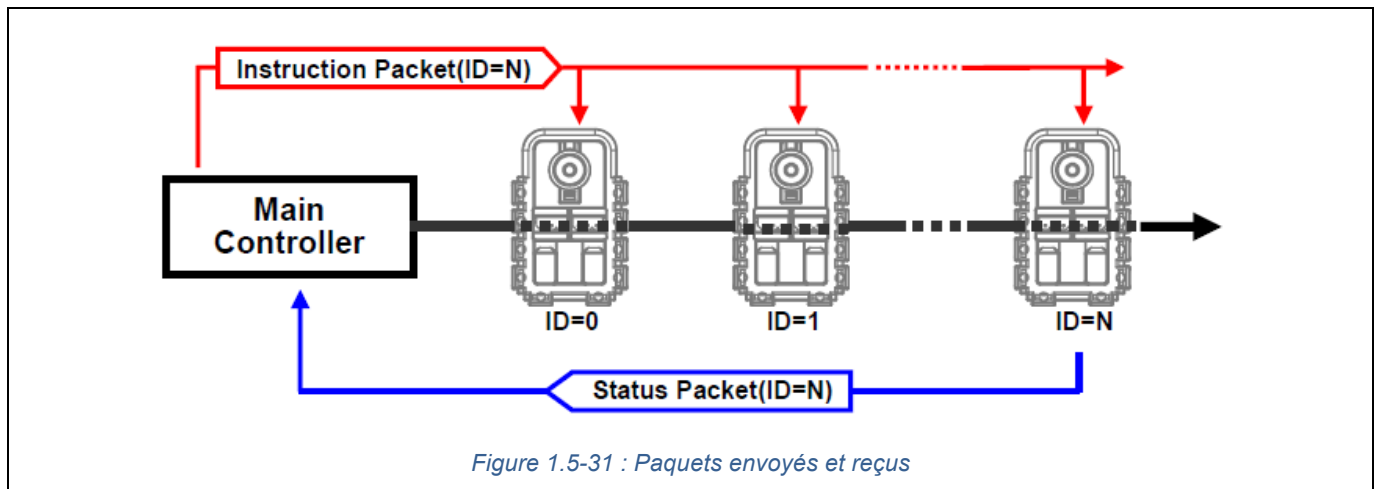 Instruction Packet(ID=N)
Main
Controller
ID=0
ID=1
ID=N
Status Packet(ID=N)
Figure 1.5-31 : Paquets envoyés et reçus